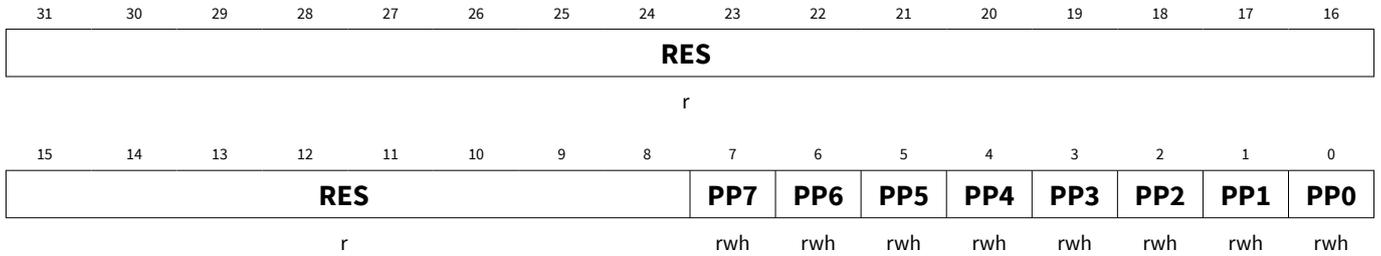 31 30 29 28 27 26 25 24 23 22 21 20 19 18 17 16
RES
r
15 14 13 12 11 10 9 8 7 6 5 4 3 2 1 0
RES PP7 PP6 PP5 PP4 PP3 PP2 PP1 PP0
r rwh rwh rwh rwh rwh rwh rwh rwh